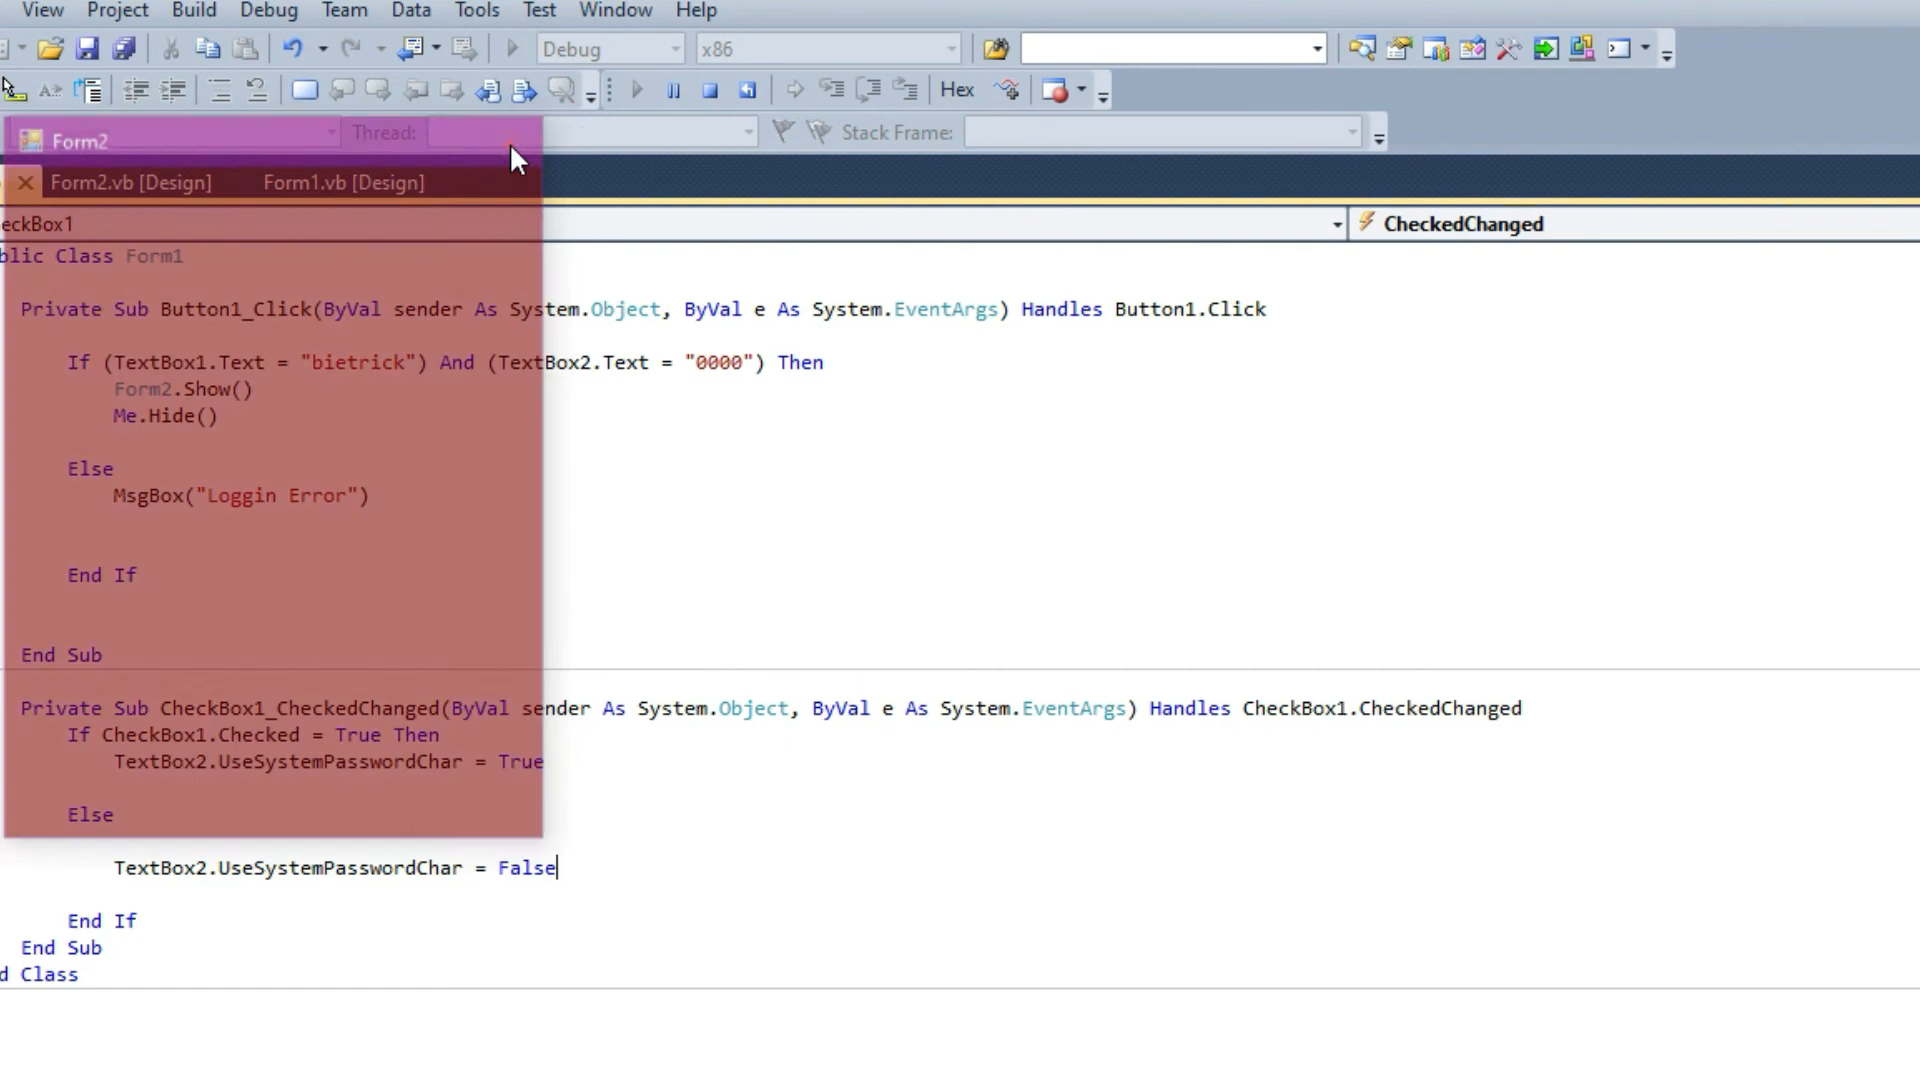 View Project Build Debug Team Data Tools Test Window Help
Debug x86
Hex
Form2 Thread: Stack Frame:
Form2.vb [Design] Form1.vb [Design]
eckBox1 CheckedChanged
blic Class Form1
Private Sub Button1_Click(ByVal sender As System.Object, ByVal e As System.EventArgs) Handles Button1.Click
If (TextBox1.Text = "bietrick") And (TextBox2.Text = "0000") Then
Form2.Show()
Me.Hide()
Else
MsgBox("Loggin Error")
End If
End Sub
Private Sub CheckBox1_CheckedChanged(ByVal sender As System.Object, ByVal e As System.EventArgs) Handles CheckBox1.CheckedChanged
If CheckBox1.Checked = True Then
TextBox2.UseSystemPasswordChar = True
Else
TextBox2.UseSystemPasswordChar = False
End If
End Sub
d Class